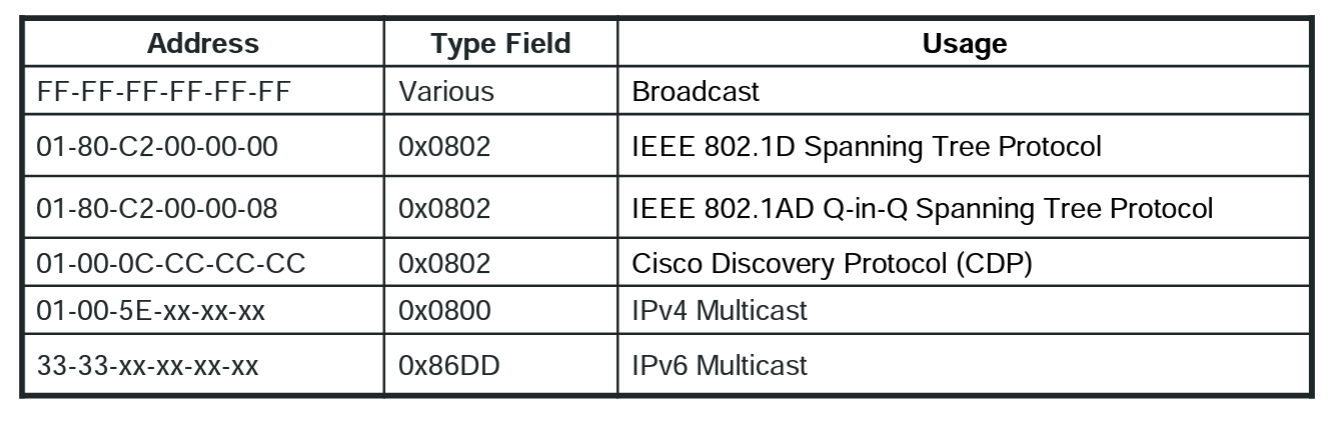 Address Type Field Usage
FF-FF-FF-FF-FF-FF Various Broadcast
01-80-C2-00-00-00 0x0802 IEEE 802.1D Spanning Tree Protocol
01-80-C2-00-00-08 0x0802 IEEE 802.1AD Q-in-Q Spanning Tree Protocol
01-00-0C-CC-CC-CC 0x0802 Cisco Discovery Protocol (CDP)
01-00-5E-xx-xx-xx 0x0800 IPv4 Multicast
33-33-xx-xx-xx-xx 0x86DD IPv6 Multicast